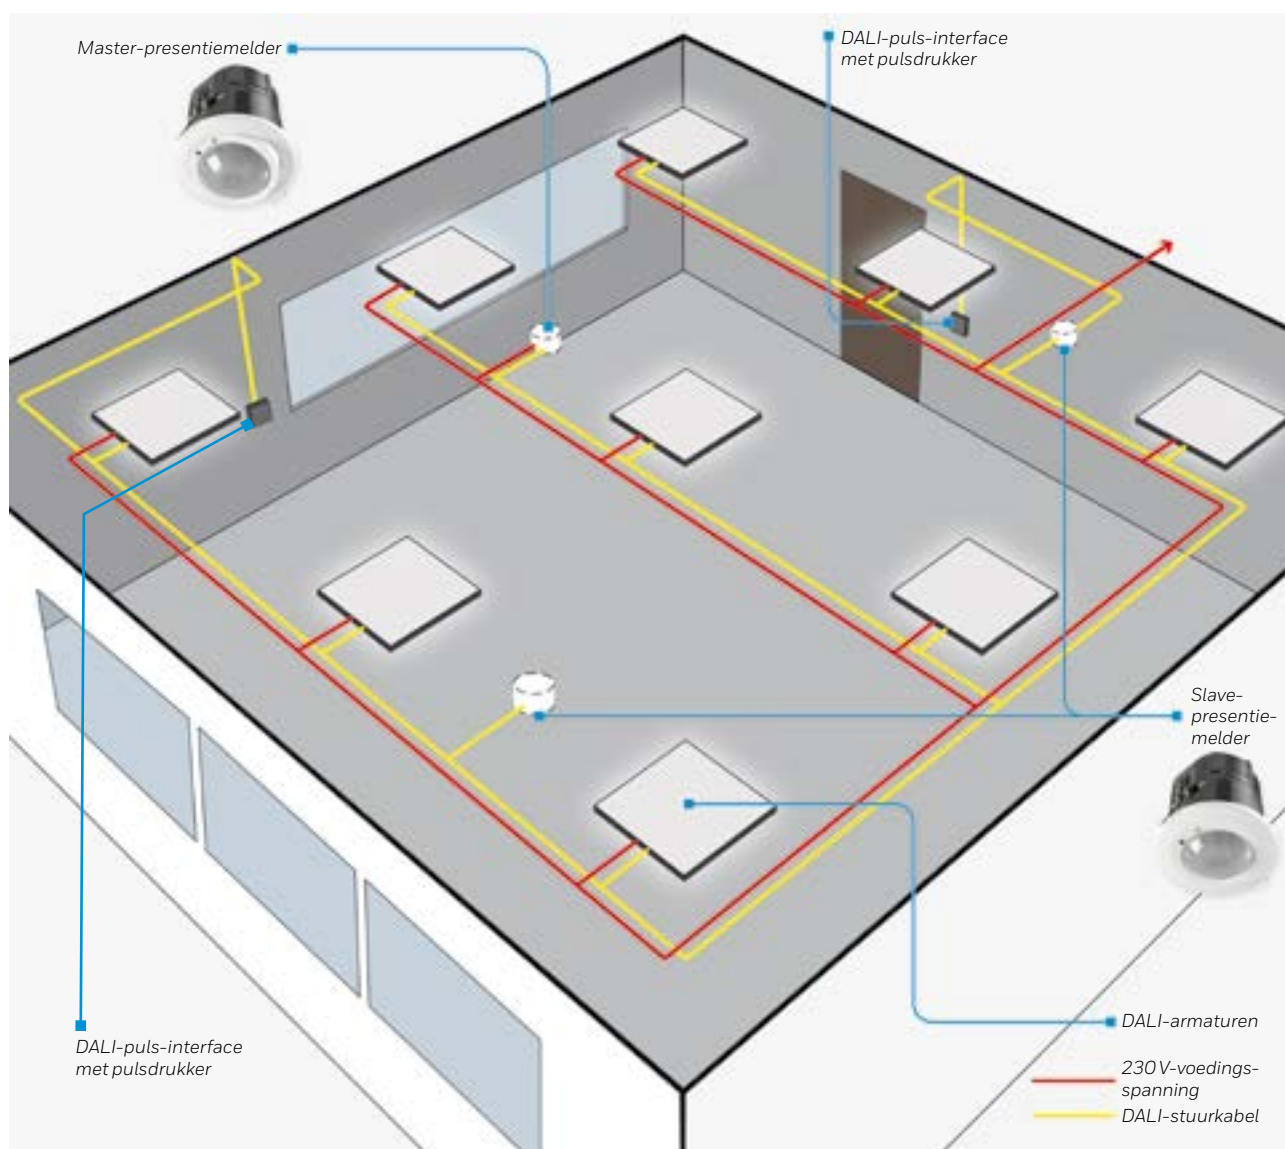 Master-presentiemelder
DALI-puls-interface
met pulsdrukker
Slave-
presentie-
melder
DALI-puls-interface
met pulsdrukker
DALI-armaturen
230 V-voedings-
spanning
DALI-stuurkabel